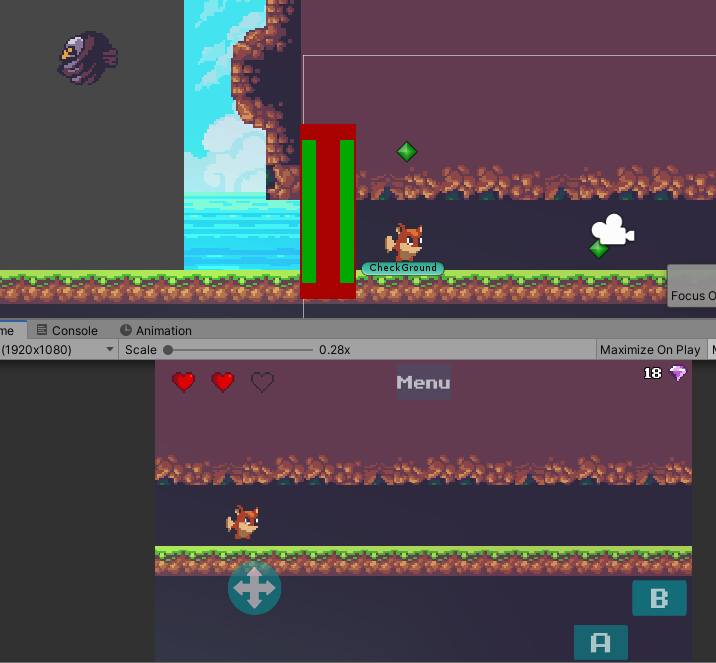 CheckGround
Focus O
me
Console
Animation
(1920x1080)
Scale
0.28x
Maximize On Play
M
Menu
18
B
A